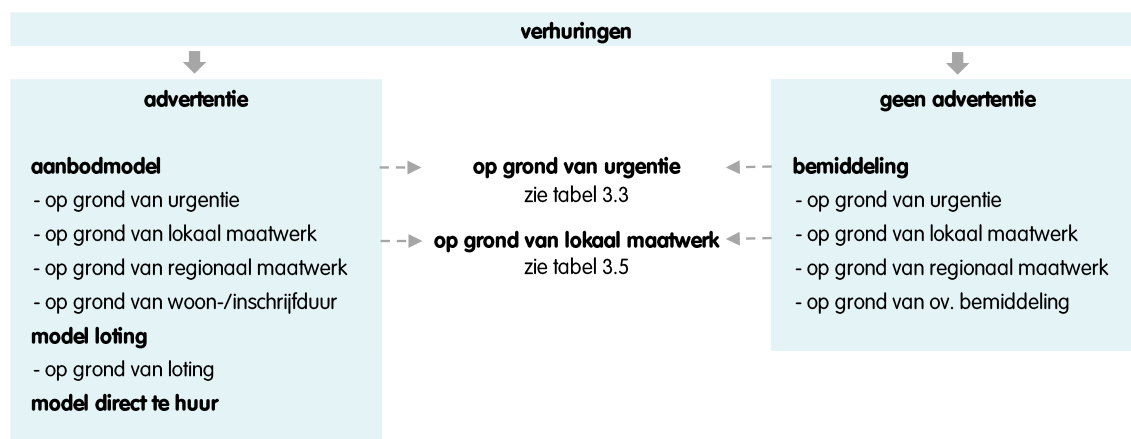 verhuringen
advertentie
aanbodmodel
- op grond van urgentie
- op grond van lokaal maatwerk
- op grond van regionaal maatwerk
- op grond van woon-/inschrijfduur
model loting
- op grond van loting
model direct te huur
op grond van urgentie
zie tabel 3.3
op grond van lokaal maatwerk
zie tabel 3.5
geen advertentie
bemiddeling
- op grond van urgentie
- op grond van lokaal maatwerk
- op grond van regionaal maatwerk
- op grond van ov. bemiddeling